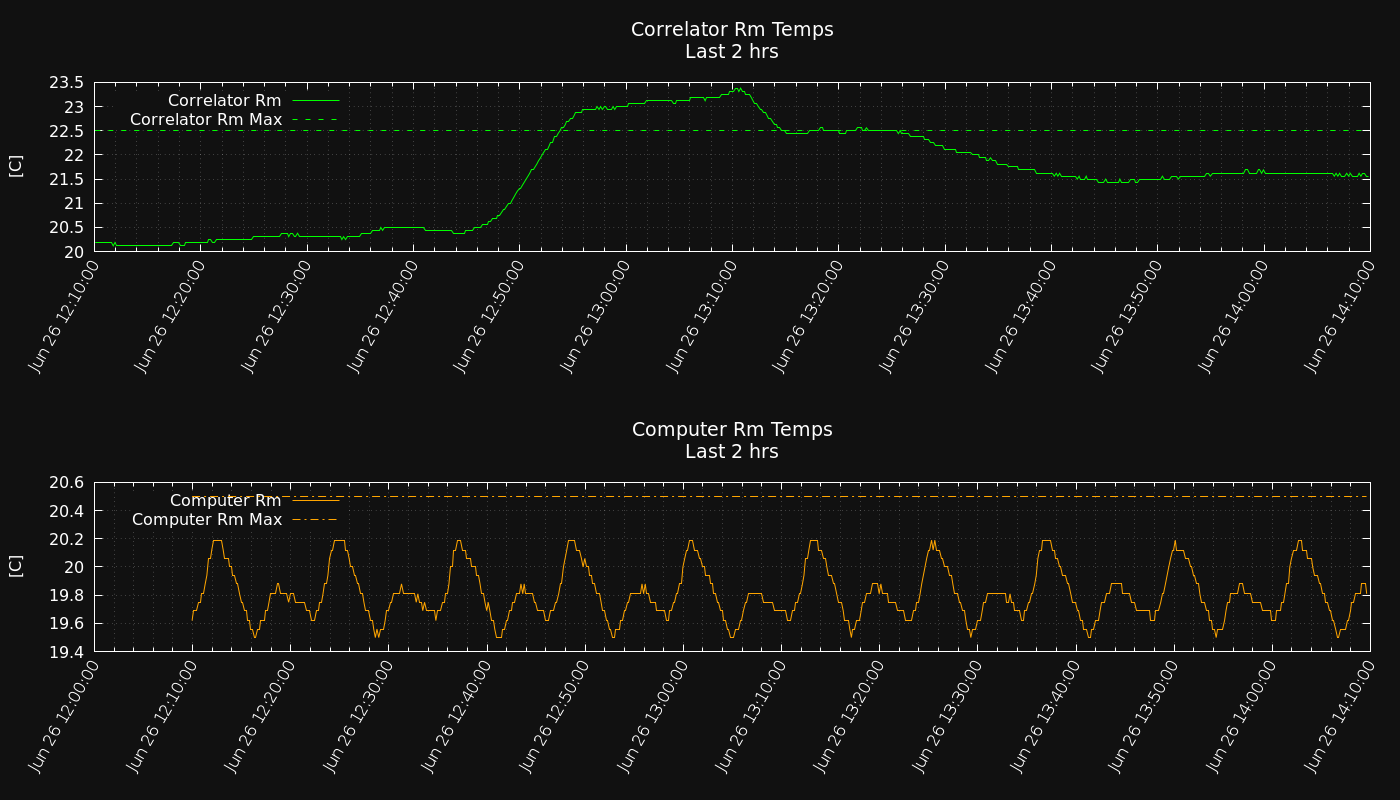 Correlator Rm Temps
Last 2 hrs
23.5
23
22.5
22
21.5
21
20.5
20
[C]
Correlator Rm
Correlator Rm Max
Jun 26 12:10:00
Jun 26 12:20:00
Jun 26 12:30:00
Jun 26 12:40:00
Jun 26 12:50:00
Jun 26 13:00:00
Jun 26 13:10:00
Jun 26 13:20:00
Jun 26 13:30:00
Jun 26 13:40:00
Jun 26 13:50:00
Jun 26 14:00:00
Jun 26 14:10:00
Computer Rm Temps
Last 2 hrs
20.6
20.4
20.2
20
19.8
19.6
19.4
[C]
Computer Rm
Computer Rm Max
Jun 26 12:00:00
Jun 26 12:10:00
Jun 26 12:20:00
Jun 26 12:30:00
Jun 26 12:40:00
Jun 26 12:50:00
Jun 26 13:00:00
Jun 26 13:10:00
Jun 26 13:20:00
Jun 26 13:30:00
Jun 26 13:40:00
Jun 26 13:50:00
Jun 26 14:00:00
Jun 26 14:10:00